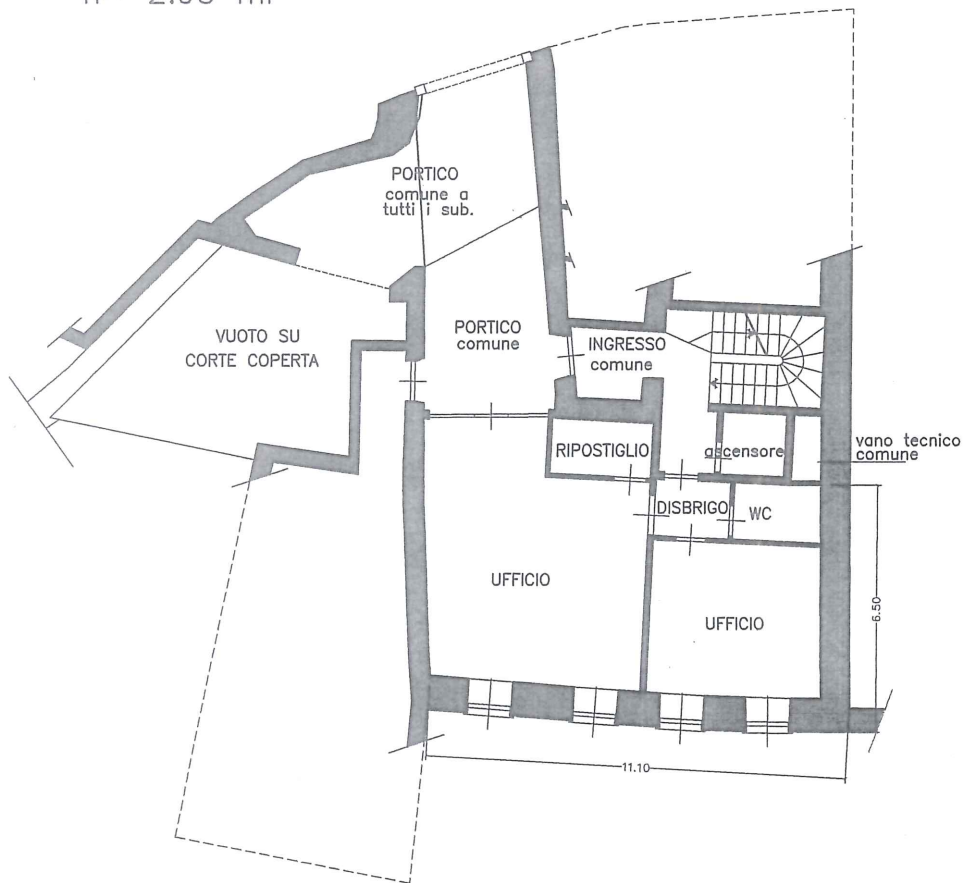 PORTICO
comune a
tutti i sub.
VUOTO SU
CORTE COPERTA
PORTICO
comune
INGRESSO
comune
RIPOSTIGLIO
ascensore
vano tecnico
comune
DISBRIGO
WC
UFFICIO
UFFICIO
6.50
11.10